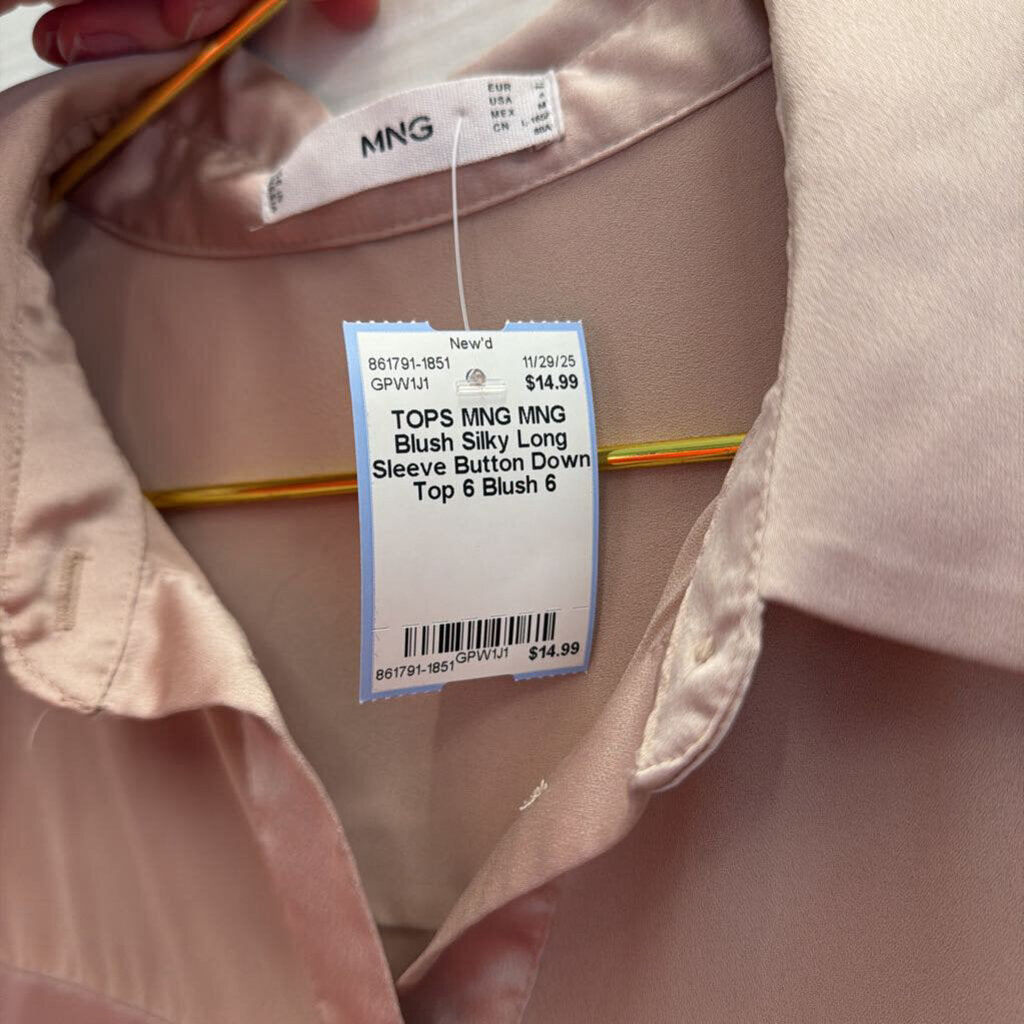 MNG
EUR
USA
MEX
CN
M
New'd
861791-1851 11/29/25
GPW1J1 $14.99
TOPS MNG MNG
Blush Silky Long
Sleeve Button Down
Top 6 Blush 6
861791-1851 GPW1J1 $14.99